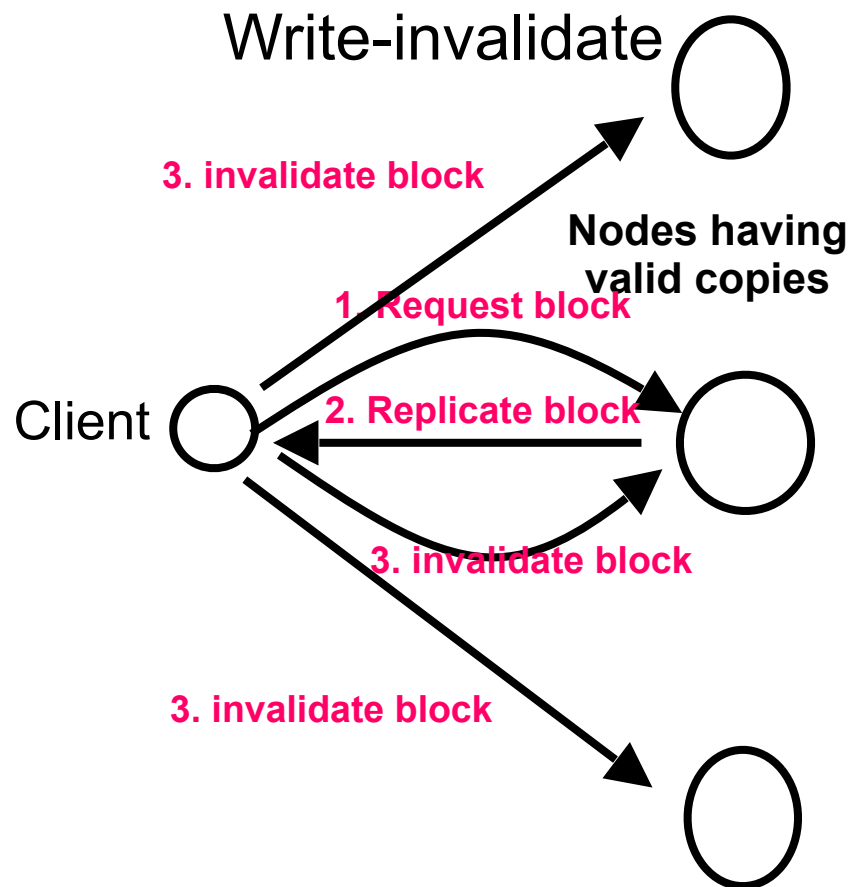 Write-invalidate
3. invalidate block
Nodes having
valid copies
1. Request block
2. Replicate block
Client
3. invalidate block
3. invalidate block